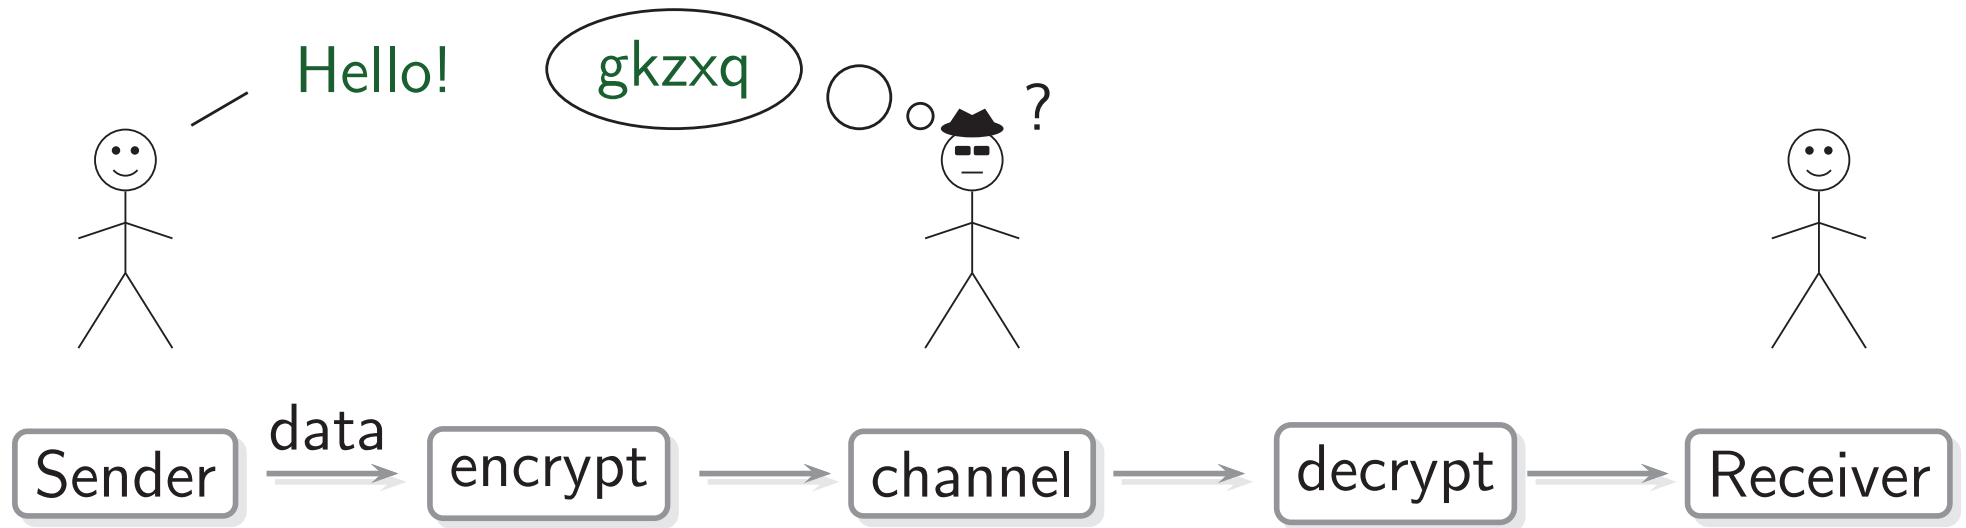 Hello!
gkzxq
?
data
Sender
encrypt
channel
decrypt
Receiver